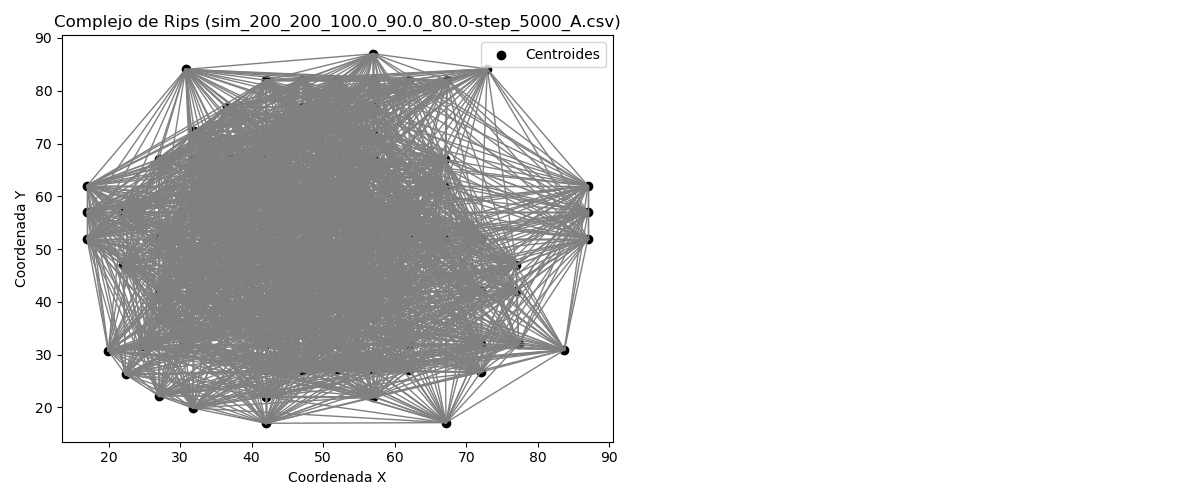 Complejo de Rips (sim_200_200_100.0_90.0_80.0-step_5000_A.csv)
Centroides
90
80
70
60
50
40
30
20
Coordenada Y
20 30 40 50 60 70 80 90
Coordenada X